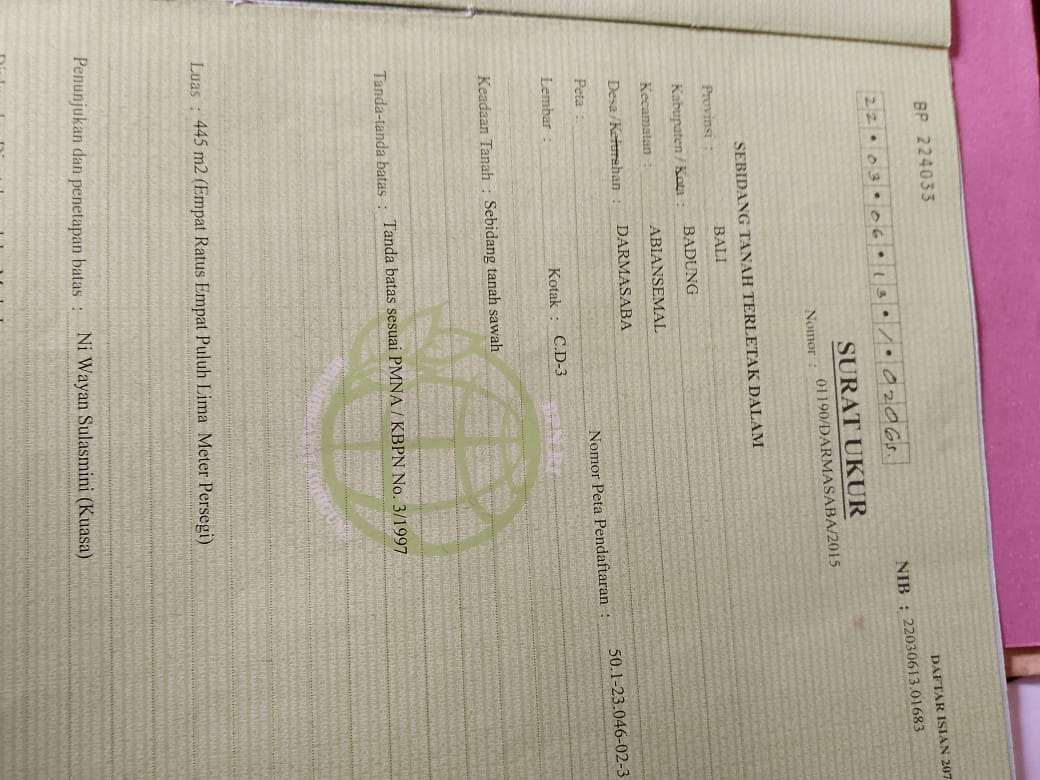 DAFTAR ISIAN 207
BP 224033
NIB : 22030613.01683
22.03.06.13./.0206
SURAT UKUR
Nomor : 01190/DARMASABA/2015
SEBIDANG TANAH TERLETAK DALAM
Provinsi : BALI
Kabupaten / Kota : BADUNG
Kecamatan : ABIANSEMAL
Desa / Kelurahan : DARMASABA
Peta : Nomor Peta Pendaftaran : 50.1-23.046-02-3
Lembar : Kotak : C.D-3
Keadaan Tanah : Sebidang tanah sawah
Tanda-tanda batas : Tanda batas sesuai PMNA / KBPN No. 3/1997
Luas : 445 m2 (Empat Ratus Empat Puluh Lima Meter Persegi)
Penunjukan dan penetapan batas : Ni Wayan Sulasmini (Kuasa)